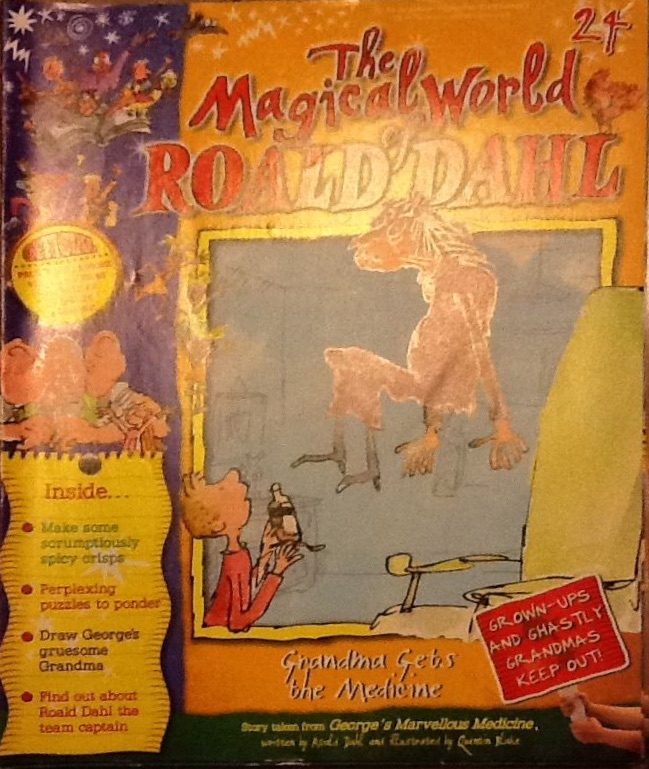 24
The
Magical World
of
ROALD DAHL
Inside...
Make some
scrumptiously
spicy crisps
Perplexing
puzzles to ponder
Draw George's
gruesome
Grandma
Find out about
Roald Dahl the
team captain
GROWN-UPS
AND GHASTLY
GRANDMAS
KEEP OUT!
Grandma Gets
the Medicine
Story taken from George's Marvellous Medicine,
written by Roald Dahl and illustrated by Quentin Blake